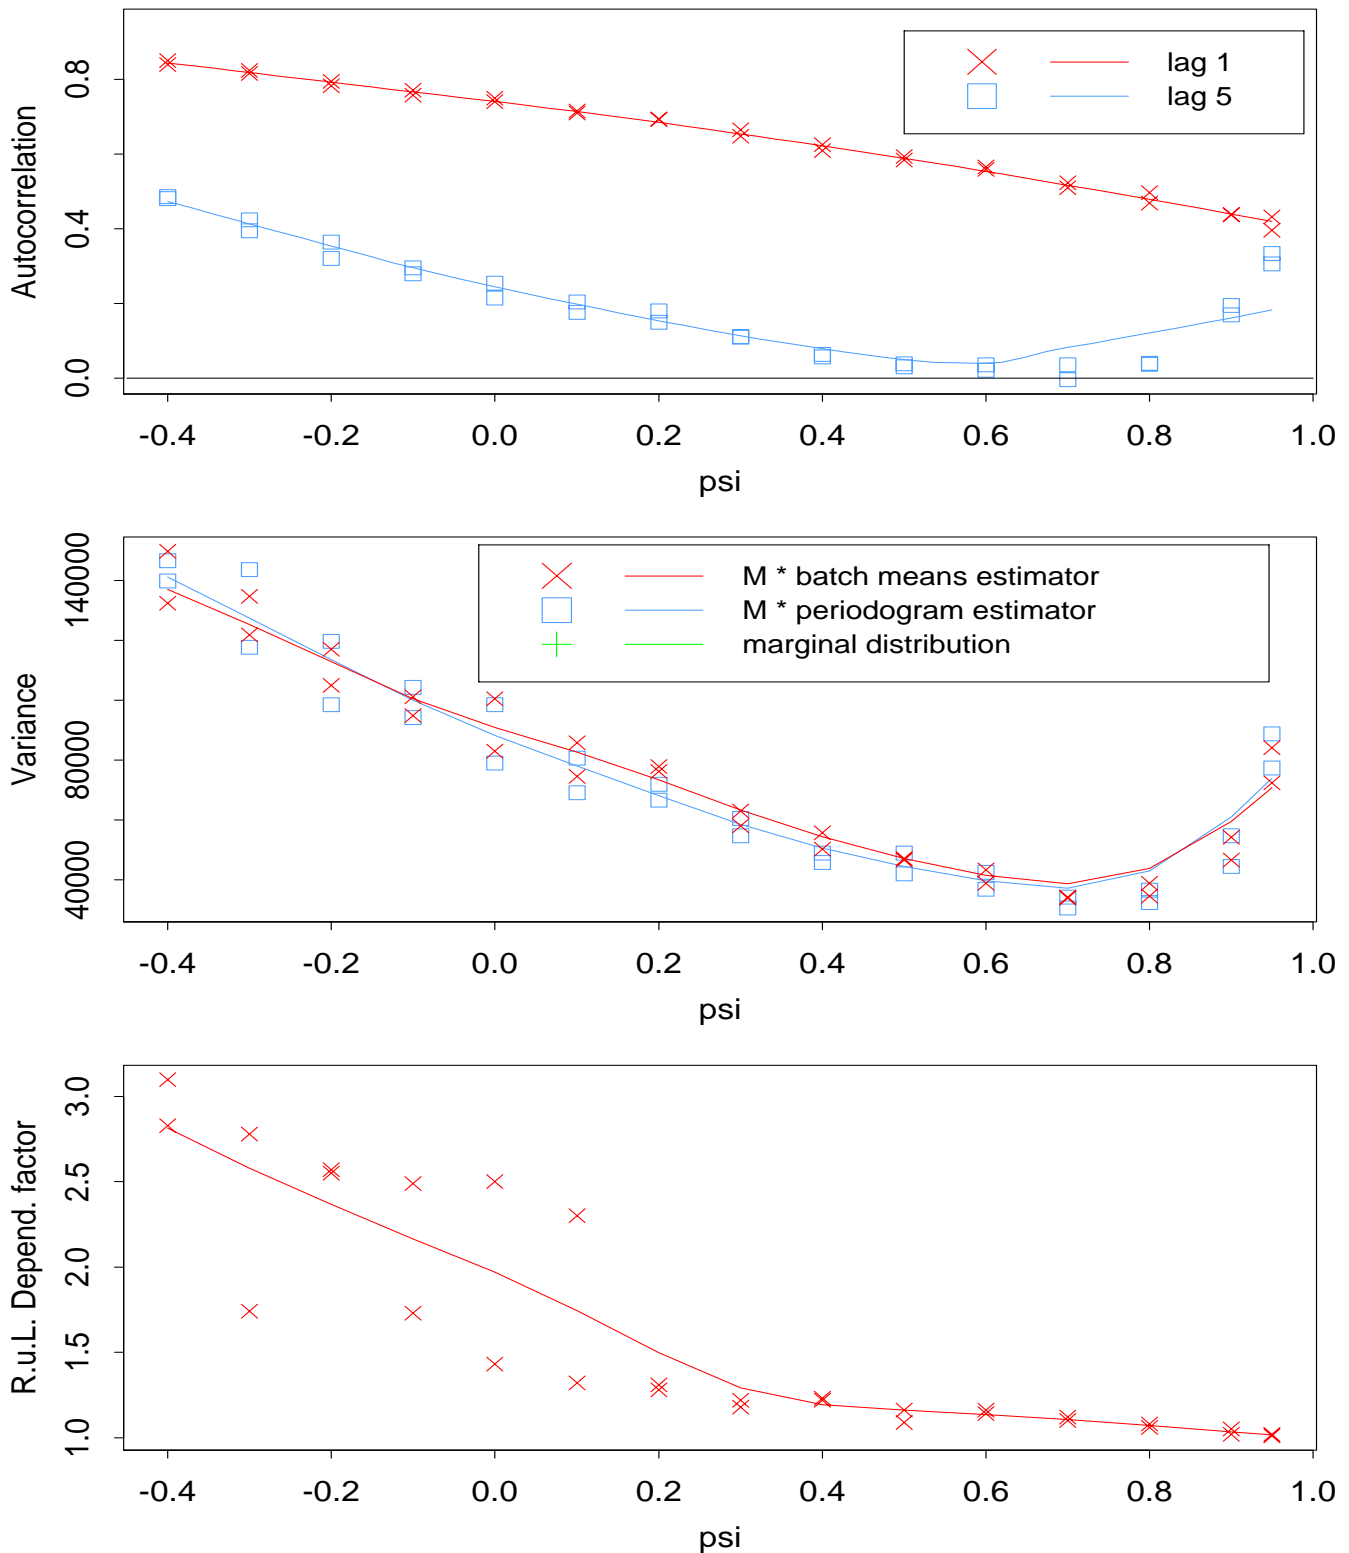 Autocorrelation
0.8
0.4
0.0
lag 1
lag 5
-0.4 -0.2 0.0 0.2 0.4 0.6 0.8 1.0
psi
Variance
140000
80000
40000
M * batch means estimator
M * periodogram estimator
marginal distribution
-0.4 -0.2 0.0 0.2 0.4 0.6 0.8 1.0
psi
R.u.L. Depend. factor
3.0
2.5
2.0
1.5
1.0
-0.4 -0.2 0.0 0.2 0.4 0.6 0.8 1.0
psi